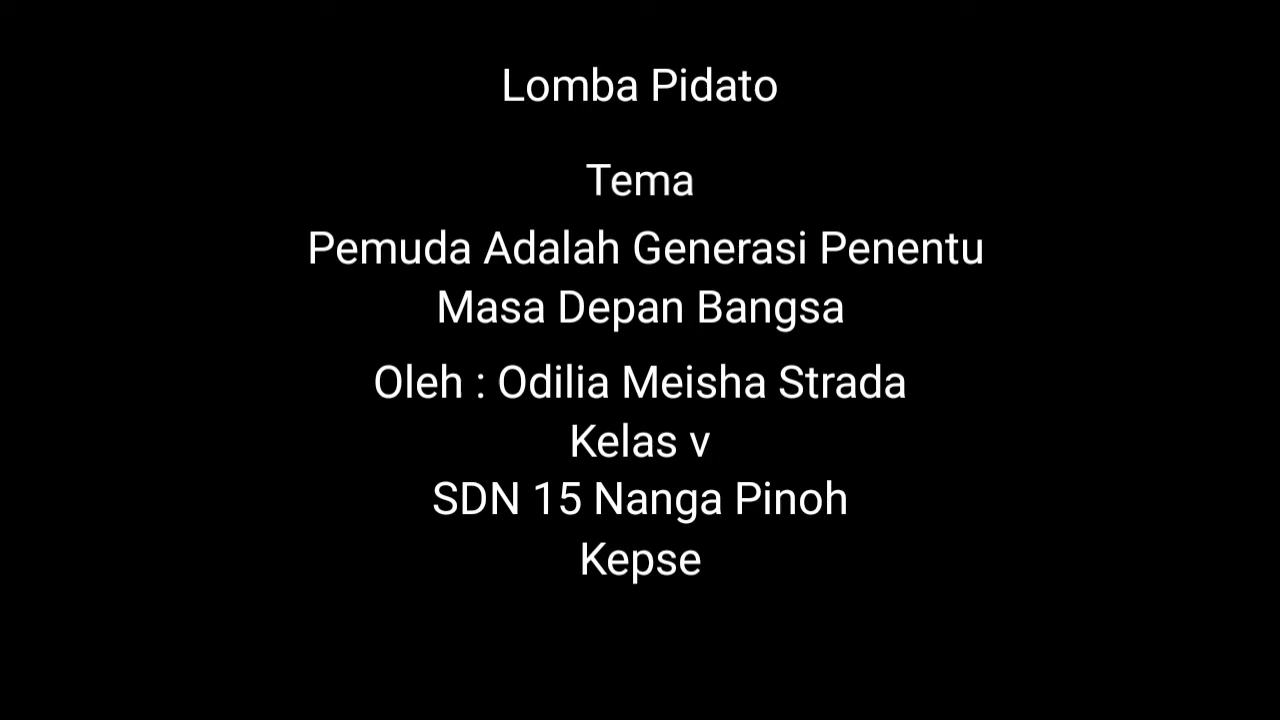 Lomba Pidato
Tema
Pemuda Adalah Generasi Penentu
Masa Depan Bangsa
Oleh : Odilia Meisha Strada
Kelas v
SDN 15 Nanga Pinoh
Kepse